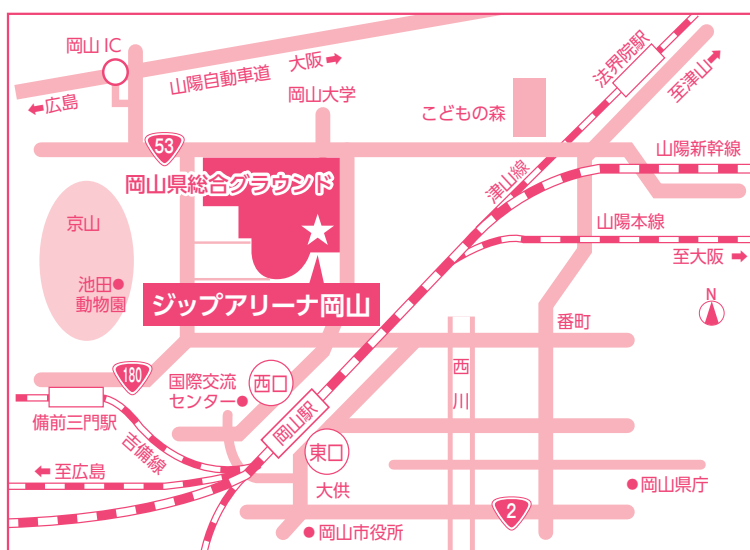 岡山 IC
大阪
山陽自動車道
広島
岡山大学
法界院駅
至津山
こどもの森
53
岡山県総合グラウンド
津山線
山陽新幹線
京山
山陽本線
至大阪
池田
動物園
ジップアリーナ岡山
N
番町
180
国際交流
センター
西口
西川
備前三門駅
岡山駅
吉備線
東口
至広島
大供
岡山県庁
2
岡山市役所